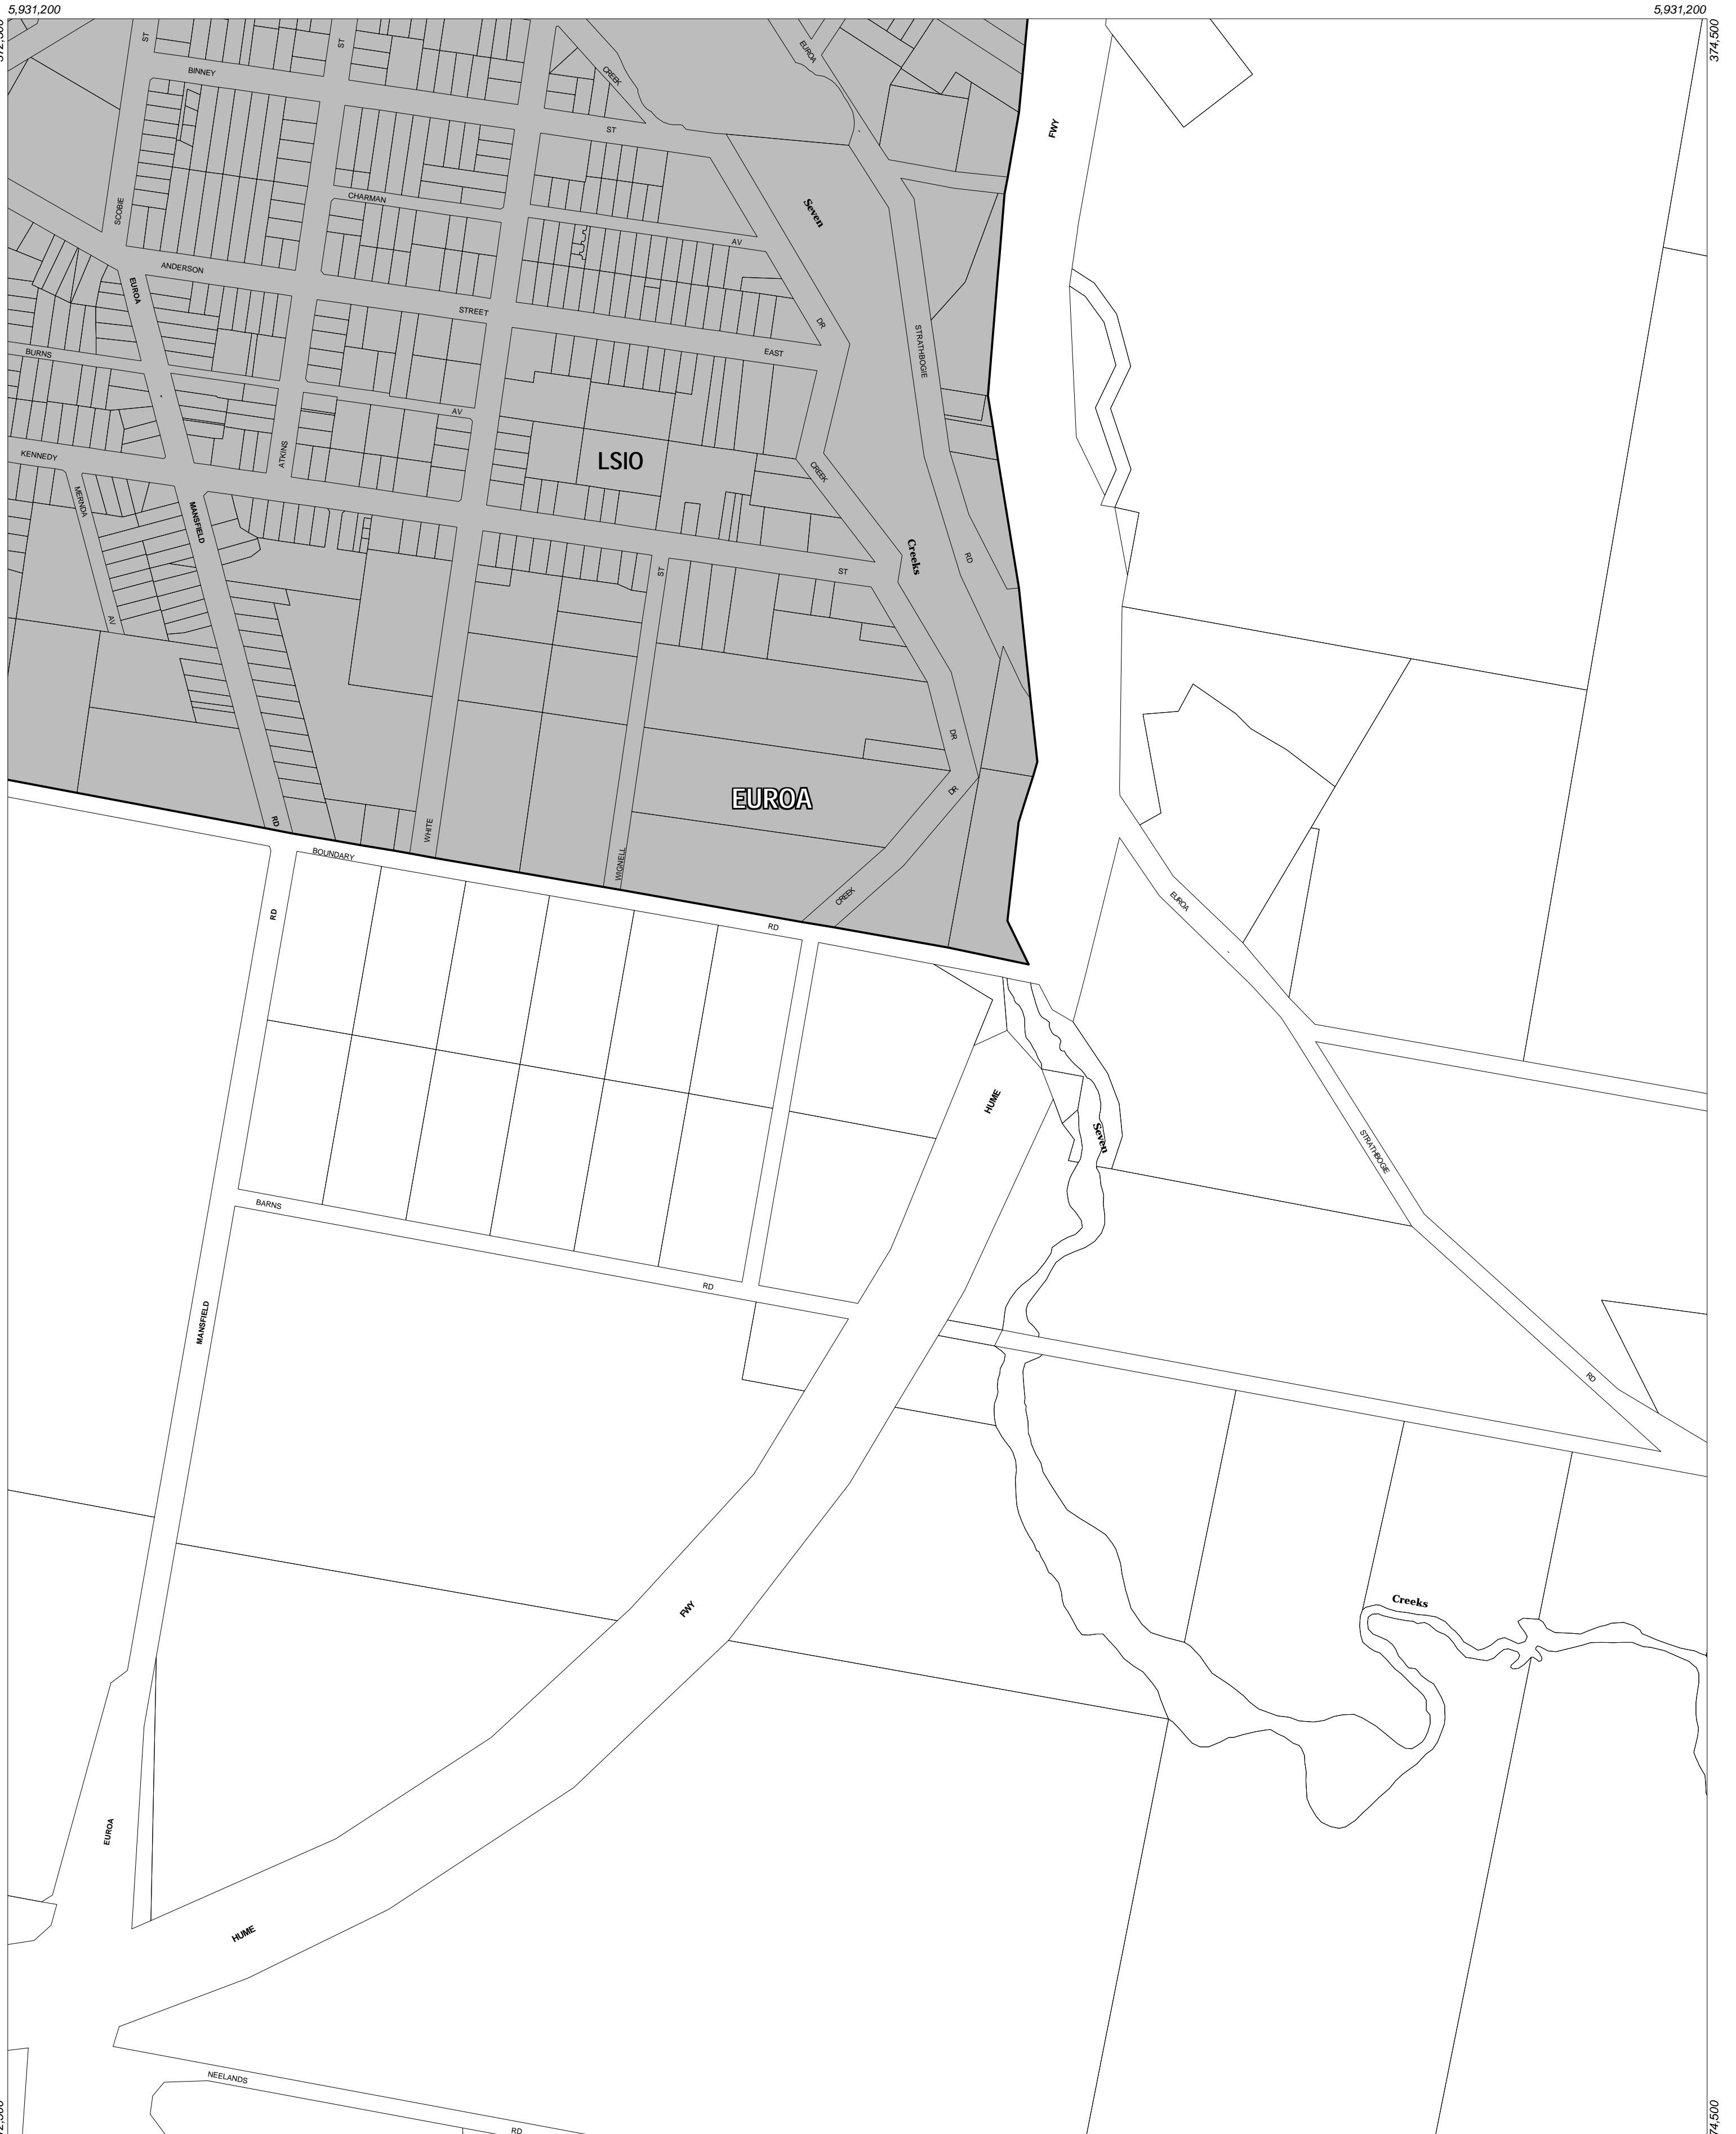 5,931,200
5,931,200
374,500
ST
ST
BINNEY
CREEK
EUROA
ST
FWY
SCOBIE
CHARMAN
Seven
AV
ANDERSON
EUROA
STREET
DR
EAST
STRATHBOGIE
BURNS
AV
ATKINS
KENNEDY
LSIO
CREEK
MERNDA
MANSFIELD
Creeks
RD
ST
ST
AV
DR
EUROA
DR
RD
WHITE
BOUNDARY
WIGNELL
CREEK
RD
RD
EUROA
HUME
Seven
STRATHBOGIE
BARNS
RD
MANSFIELD
RD
Creeks
FWY
EUROA
HUME
NEELANDS
RD